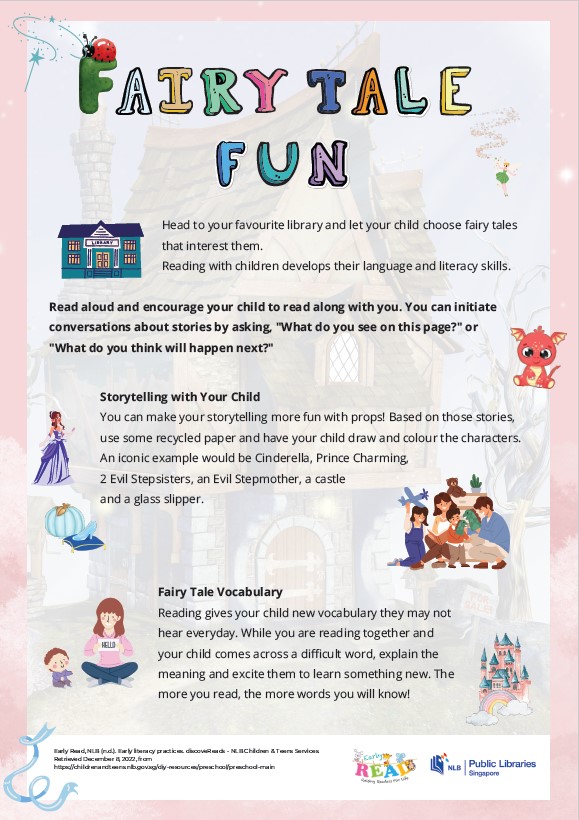 FAIRY TALE
FUN
LIBRARY
Head to your favourite library and let your child choose fairy tales
that interest them.
Reading with children develops their language and literacy skills.
Read aloud and encourage your child to read along with you. You can initiate
conversations about stories by asking, "What do you see on this page?" or
"What do you think will happen next?"
Storytelling with Your Child
You can make your storytelling more fun with props! Based on those stories,
use some recycled paper and have your child draw and colour the characters.
An iconic example would be Cinderella, Prince Charming,
2 Evil Stepsisters, an Evil Stepmother, a castle
and a glass slipper.
Fairy Tale Vocabulary
Reading gives your child new vocabulary they may not
hear everyday. While you are reading together and
your child comes across a difficult word, explain the
meaning and excite them to learn something new. The
more you read, the more words you will know!
HELLO
Early Read, NLB (n.d.). Early literacy practices. discoveReads - NLB Children & Teens Services
Retrieved December 8, 2022, from
https://childrenandteens.nlb.gov.sg/diy-resources/preschool/preschool-main
Early
READ
Raising Readers For Life
NLB Public Libraries
Singapore